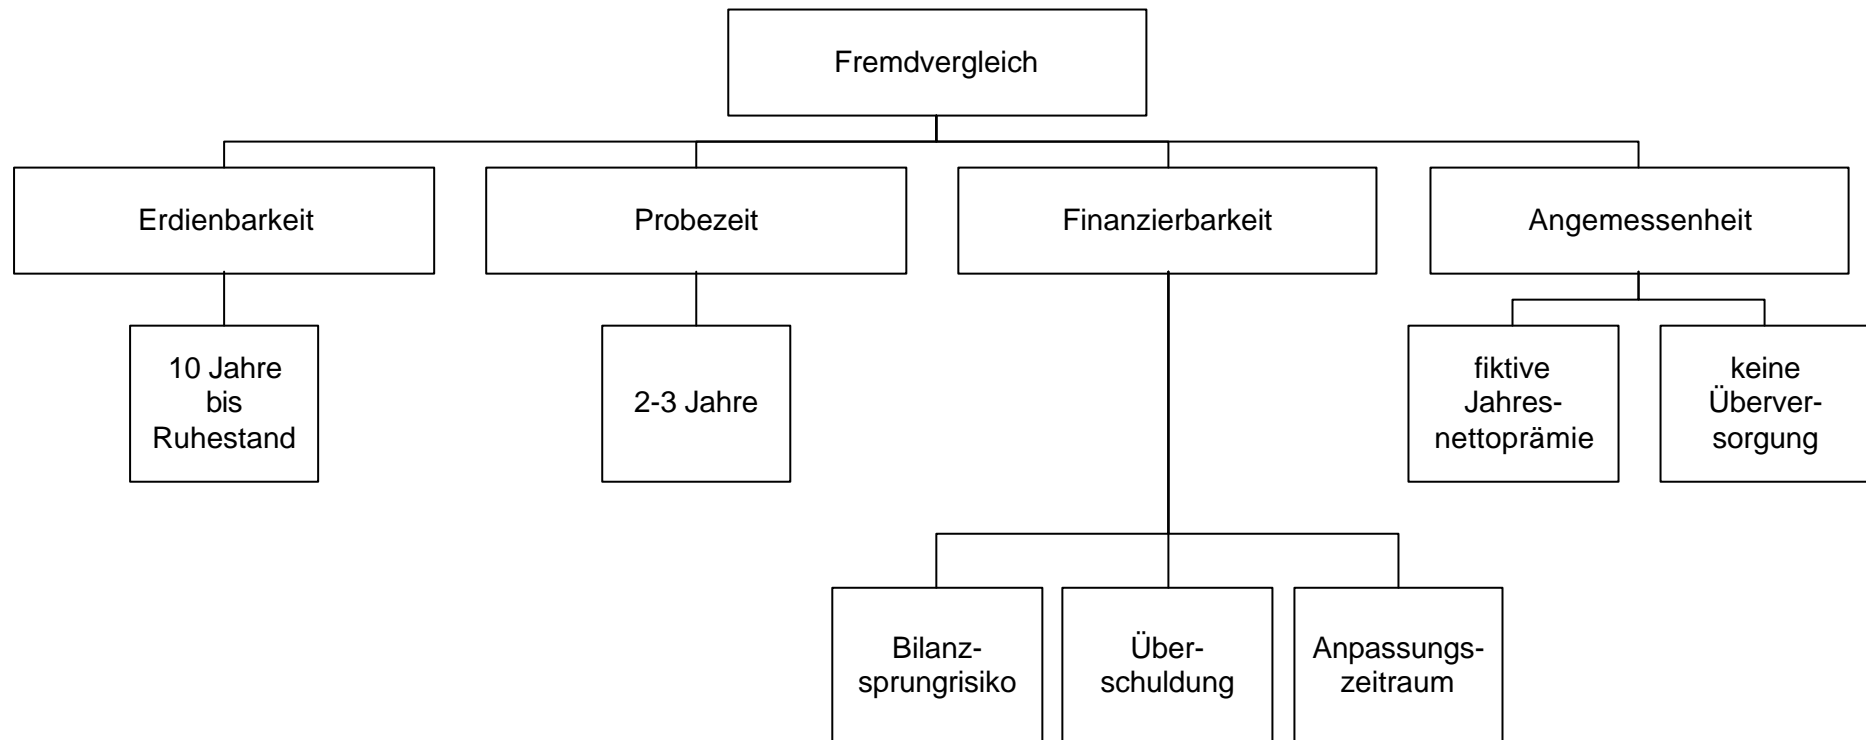 Fremdvergleich
Erdienbarkeit
Probezeit
Finanzierbarkeit
Angemessenheit
10 Jahre
bis
Ruhestand
2-3 Jahre
fiktive
Jahres-
nettoprämie
keine
Überver-
sorgung
Bilanz-
sprungrisiko
Über-
schuldung
Anpassungs-
zeitraum